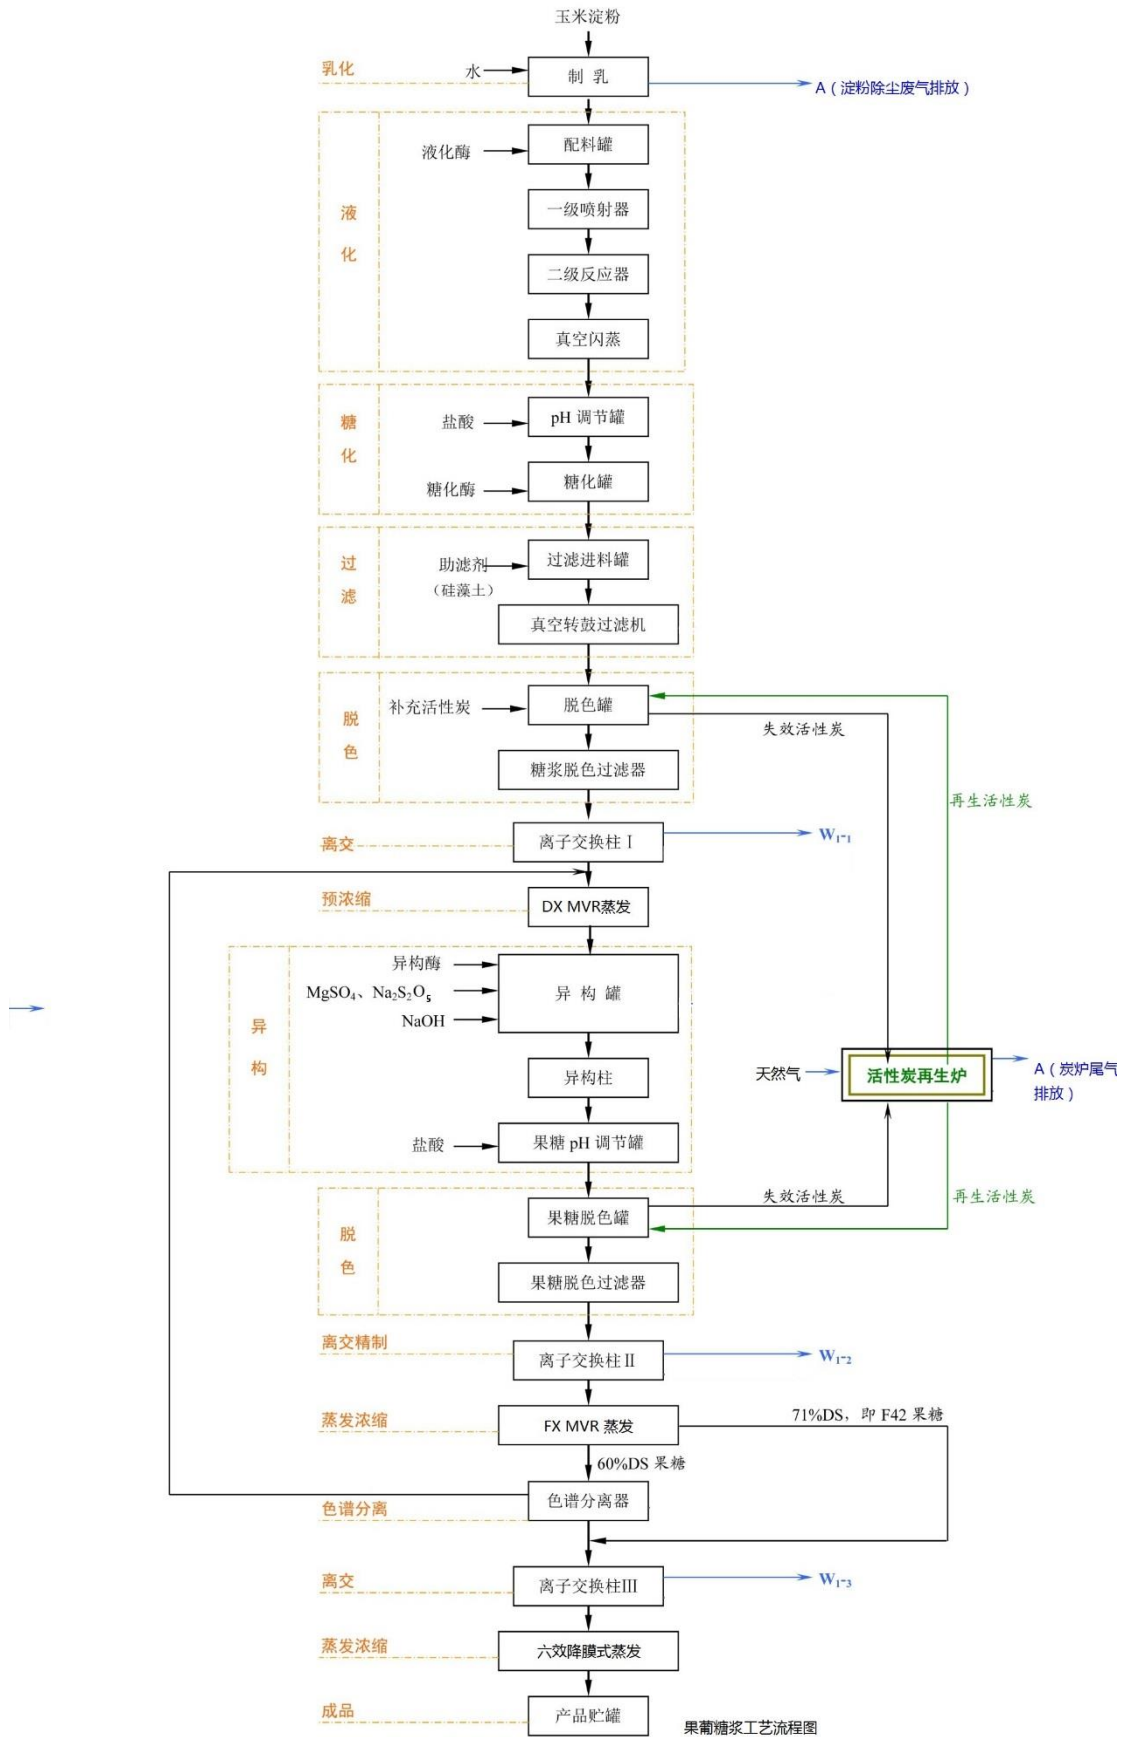 玉米淀粉
乳化
水
制 乳
A（淀粉除尘废气排放）
液化
液化酶
配料罐
一级喷射器
二级反应器
真空闪蒸
糖化
盐酸
pH 调节罐
糖化酶
糖化罐
过滤
助滤剂
（硅藻土）
过滤进料罐
真空转鼓过滤机
脱色
补充活性炭
脱色罐
失效活性炭
糖浆脱色过滤器
再生活性炭
离交
离子交换柱Ⅰ
W₁-₁
预浓缩
DX MVR蒸发
异构
异构酶
MgSO₄、Na₂S₂O₅
NaOH
异 构 罐
异构柱
天然气
活性炭再生炉
A（炭炉尾气
排放）
盐酸
果糖 pH 调节罐
脱色
果糖脱色罐
失效活性炭
再生活性炭
果糖脱色过滤器
离交精制
离子交换柱Ⅱ
W₁-₂
蒸发浓缩
FX MVR 蒸发
71%DS，即 F42 果糖
60%DS 果糖
色谱分离
色谱分离器
离交
离子交换柱Ⅲ
W₁-₃
蒸发浓缩
六效降膜式蒸发
成品
产品贮罐
果葡糖浆工艺流程图